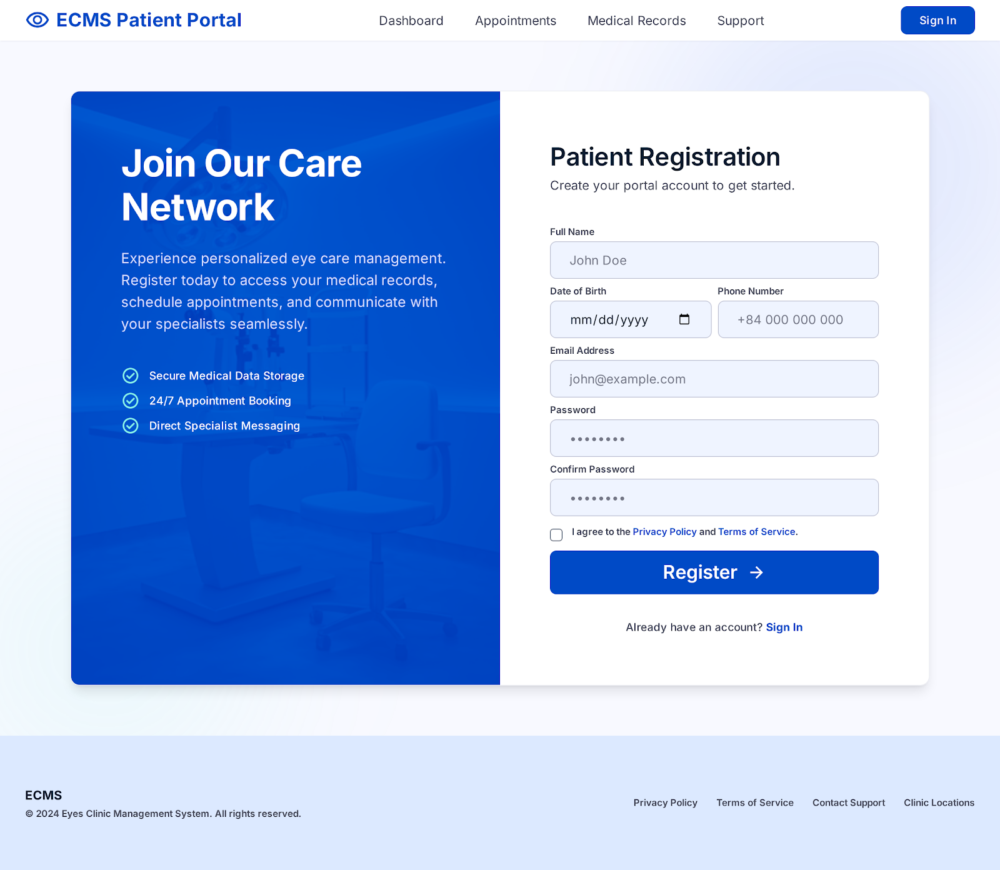 ECMS Patient Portal
Dashboard
Appointments
Medical Records
Support
Sign In
Join Our Care
Network
Experience personalized eye care management.
Register today to access your medical records,
schedule appointments, and communicate with
your specialists seamlessly.
Secure Medical Data Storage
24/7 Appointment Booking
Direct Specialist Messaging
Patient Registration
Create your portal account to get started.
Full Name
John Doe
Date of Birth
Phone Number
mm/dd/yyyy
+84 000 000 000
Email Address
john@example.com
Password
••••••••
Confirm Password
••••••••
I agree to the Privacy Policy and Terms of Service.
Register →
Already have an account? Sign In
ECMS
© 2024 Eyes Clinic Management System. All rights reserved.
Privacy Policy
Terms of Service
Contact Support
Clinic Locations